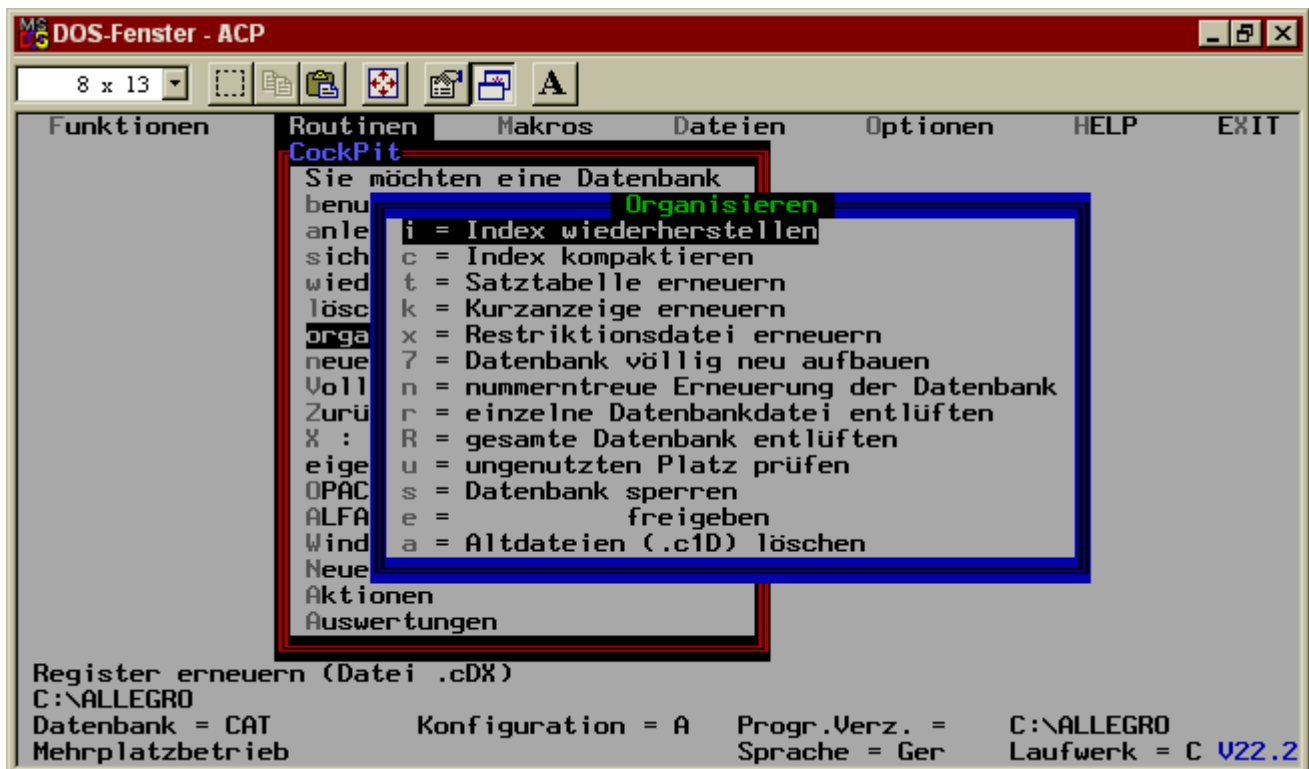 DOS-Fenster - ACP
8 x 13
A
Funktionen Routinen Makros Dateien Optionen HELP EXIT
CockPit
Sie möchten eine Datenbank
benu
anle
sich
wied
lösc
orga
neue
Voll
Zurü
X :
eige
OPAC
ALFA
Wind
Neue
Aktionen
Auswertungen
Organisieren
i = Index wiederherstellen
c = Index kompaktieren
t = Satztabelle erneuern
k = Kurzanzeige erneuern
x = Restriktionsdatei erneuern
7 = Datenbank völlig neu aufbauen
n = nummerntreue Erneuerung der Datenbank
r = einzelne Datenbankdatei entlüften
R = gesamte Datenbank entlüften
u = ungenutzten Platz prüfen
s = Datenbank sperren
e = freigeben
a = Altdateien (.c1D) löschen
Register erneuern (Datei .cDX)
C:\ALLEGRO
Datenbank = CAT Konfiguration = A Progr.Verz. = C:\ALLEGRO
Mehrplatzbetrieb Sprache = Ger Laufwerk = C V22.2